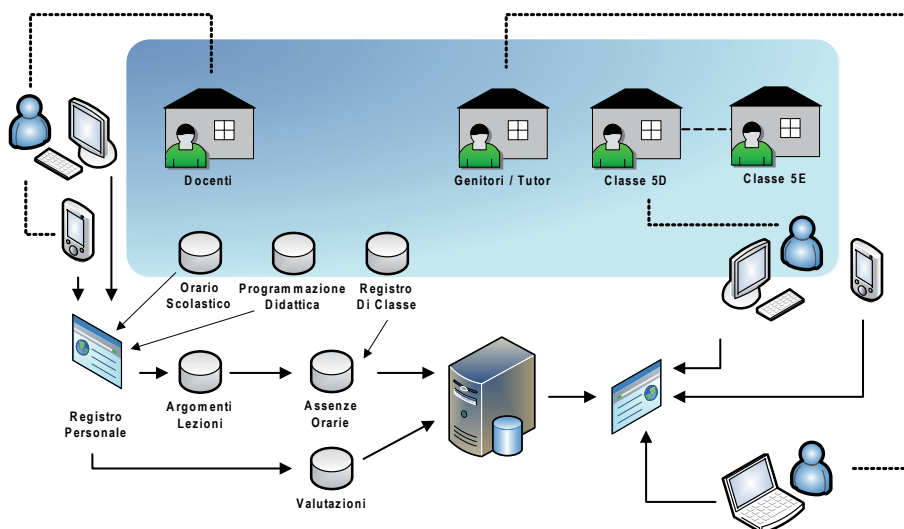 Docenti
Genitori / Tutor
Classe 5D
Classe 5E
Orario
Scolastico
Programmazione
Didattica
Registro
Di Classe
Registro
Personale
Argomenti
Lezioni
Assenze
Orarie
Valutazioni